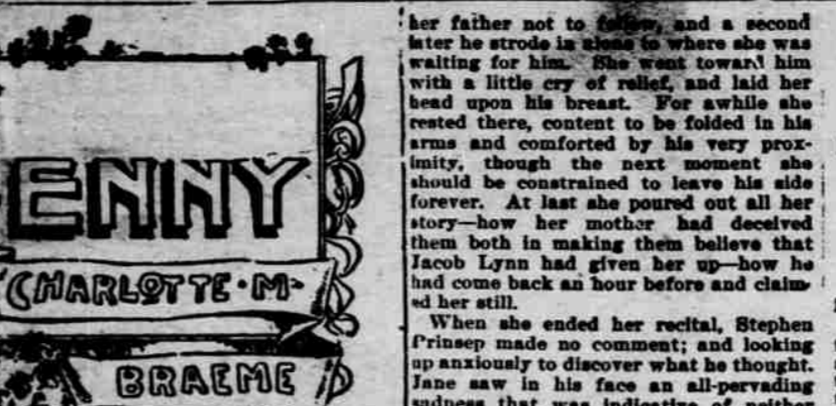 ENNY
CHARLOTTE • M•
BRAEME
her father not to follow, and a second
later he strode in alone to where she was
waiting for him. She went toward him
with a little cry of relief, and laid her
head upon his breast. For awhile she
rested there, content to be folded in his
arms and comforted by his very prox-
imity, though the next moment she
should be constrained to leave his side
forever. At last she poured out all her
story—how her mother had deceived
them both in making them believe that
Jacob Lynn had given her up—how he
had come back an hour before and claim-
ed her still.
When she ended her recital, Stephen
Prinsep made no comment; and looking
up anxiously to discover what he thought.
Jane saw in his face an all-pervading
sadness that was indicative of neither